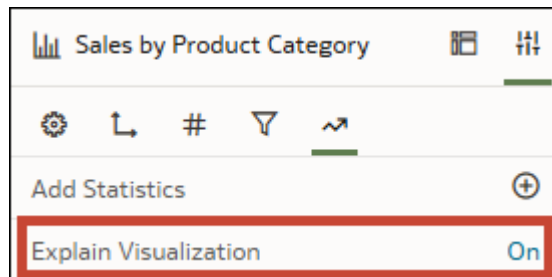 Sales by Product Category
#
Add Statistics
Explain Visualization On